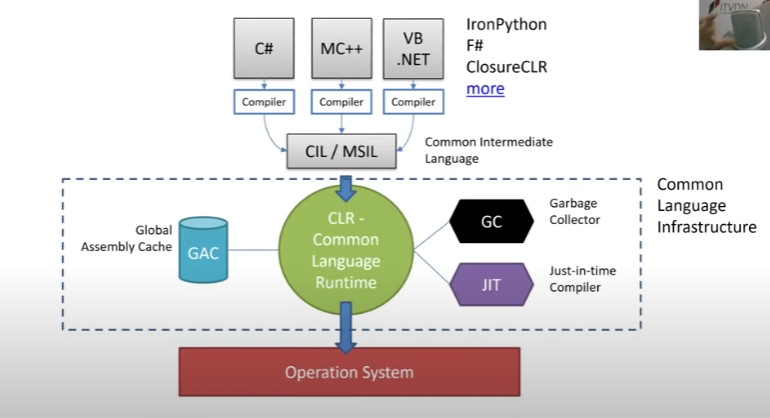 C#
MC++
VB
.NET
IronPython
F#
ClosureCLR
more
ITVDN
Compiler
Compiler
Compiler
CIL / MSIL
Common Intermediate
Language
Common
Language
Infrastructure
Global
Assembly Cache
GAC
CLR -
Common
Language
Runtime
GC
Garbage
Collector
JIT
Just-in-time
Compiler
Operation System